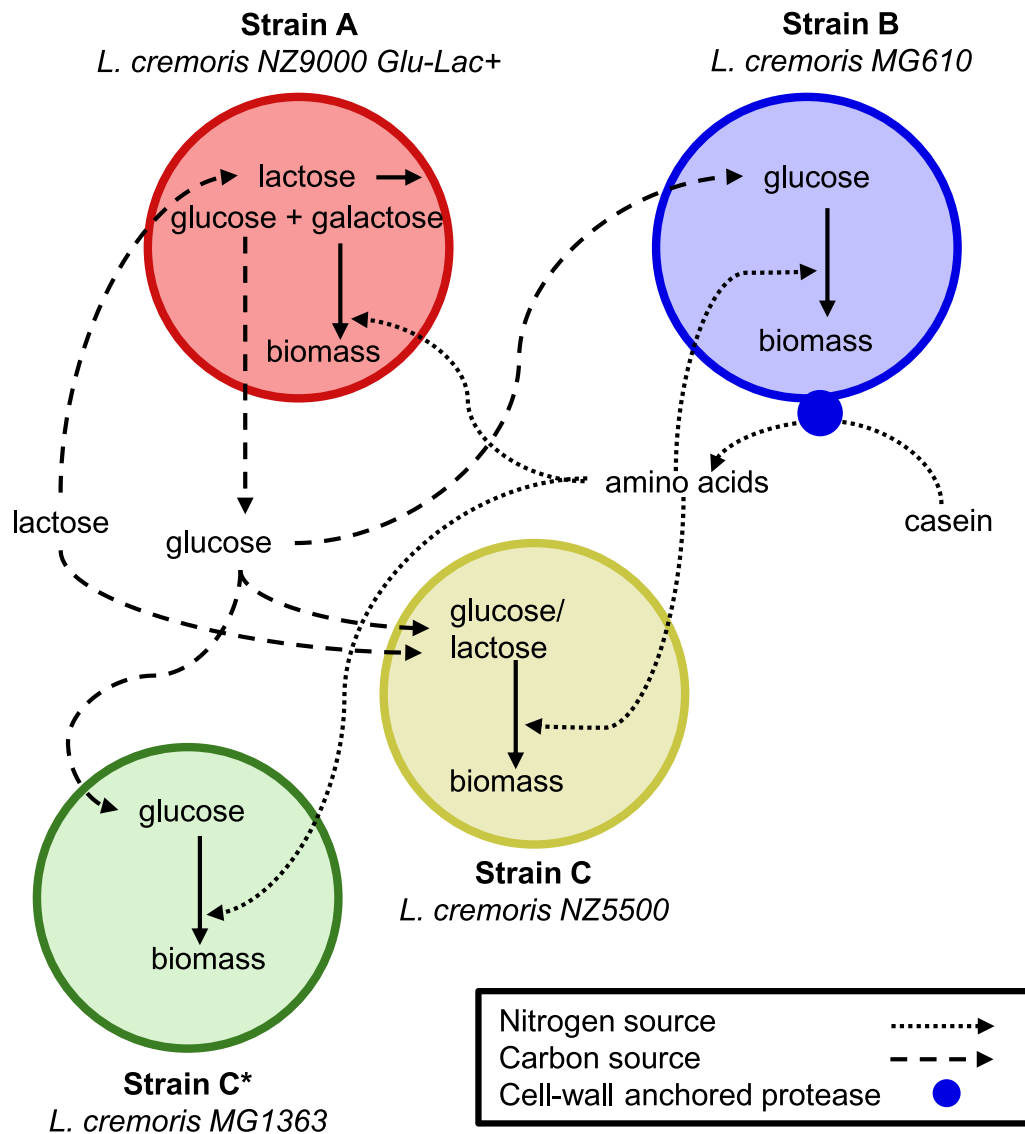 Strain A
L. cremoris NZ9000 Glu-Lac+
Strain B
L. cremoris MG610
lactose
glucose + galactose
biomass
glucose
biomass
amino acids
casein
lactose
glucose
glucose/
lactose
biomass
Strain C
L. cremoris NZ5500
glucose
biomass
Strain C*
L. cremoris MG1363
Nitrogen source
Carbon source
Cell-wall anchored protease